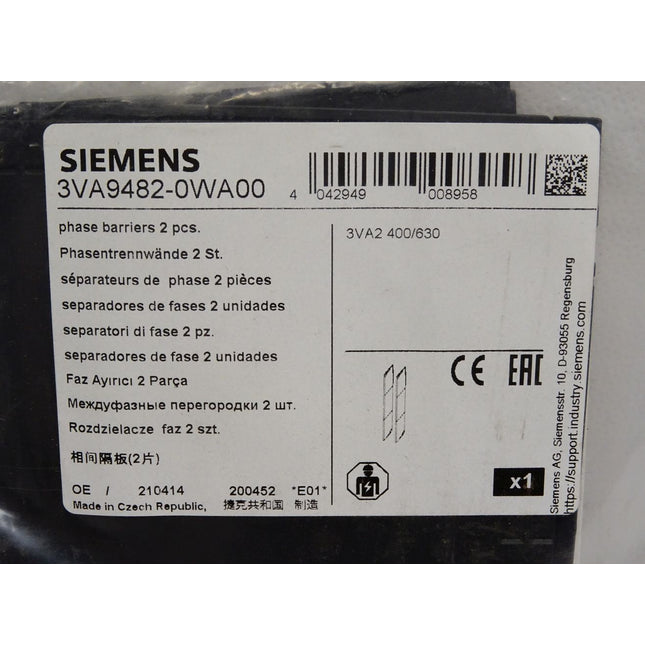 SIEMENS
3VA9482-0WA00
4 042949 008958
phase barriers 2 pcs.
Phasentrennwände 2 St.
séparateurs de phase 2 pièces
separadores de fases 2 unidades
separatori di fase 2 pz.
separadores de fase 2 unidades
Faz Ayırıcı 2 Parça
Междуфазные перегородки 2 шт.
Rozdzielacze faz 2 szt.
相间隔板(2片)
3VA2 400/630
CE EAC
x1
OE / 210414 200452 *E01*
Made in Czech Republic, 捷克共和国 制造
Siemens AG, Siemensstr. 10, D-93055 Regensburg
https://support.industry.siemens.com